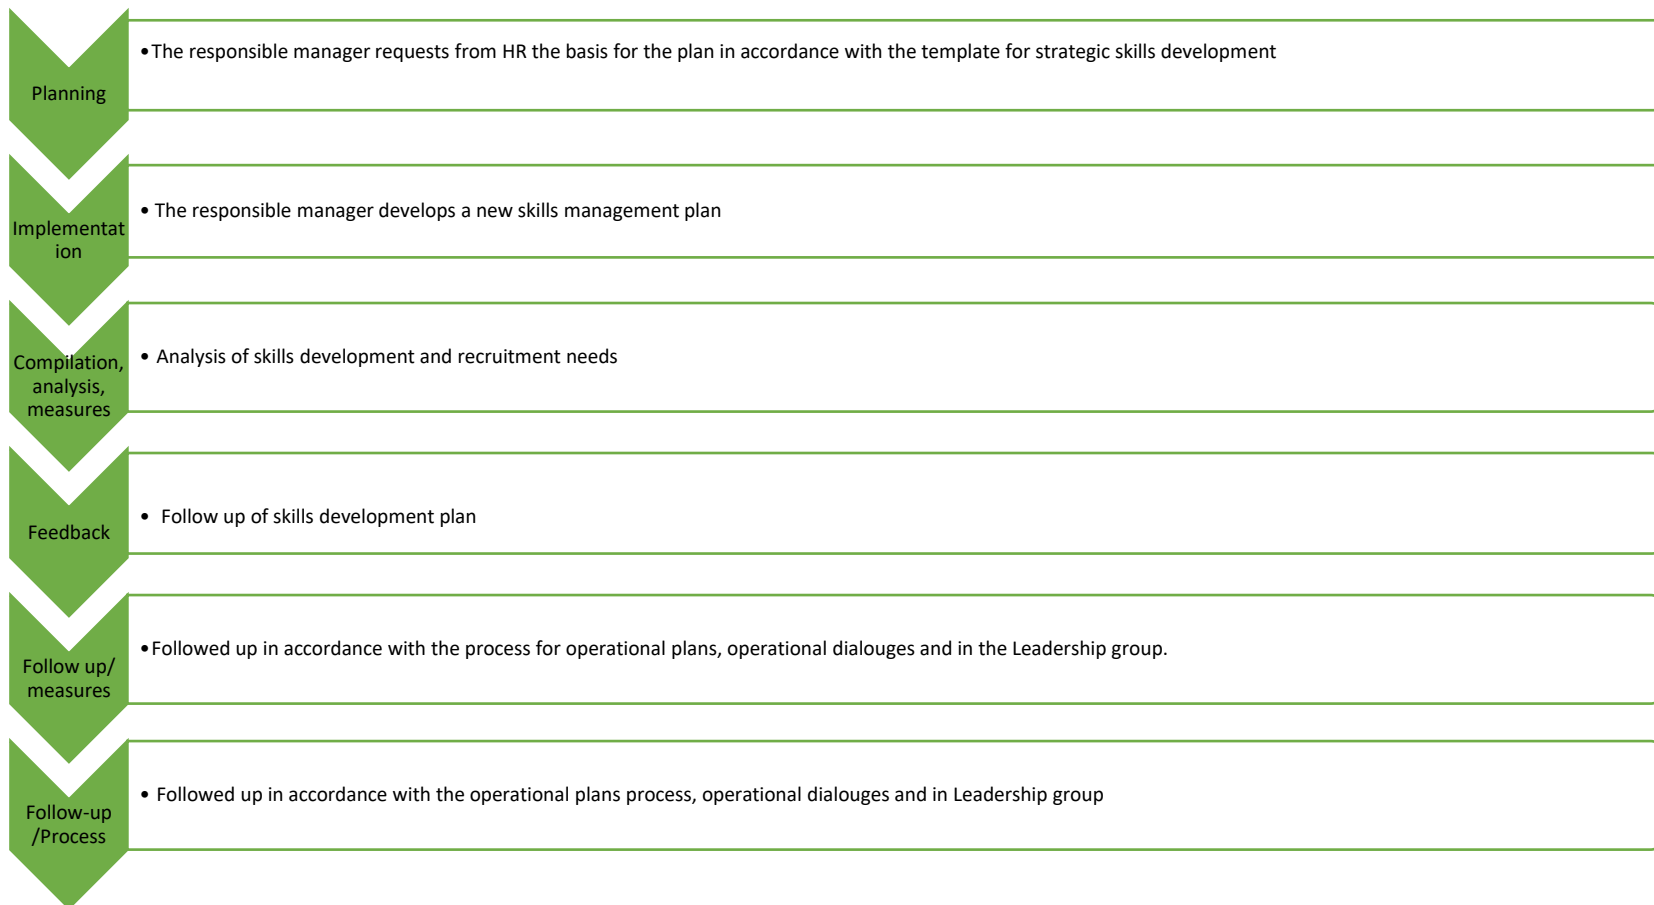 Planning
•The responsible manager requests from HR the basis for the plan in accordance with the template for strategic skills development
Implementat
ion
• The responsible manager develops a new skills management plan
Compilation,
analysis,
measures
• Analysis of skills development and recruitment needs
Feedback
• Follow up of skills development plan
Follow up/
measures
•Followed up in accordance with the process for operational plans, operational dialouges and in the Leadership group.
Follow-up
/Process
• Followed up in accordance with the operational plans process, operational dialouges and in Leadership group